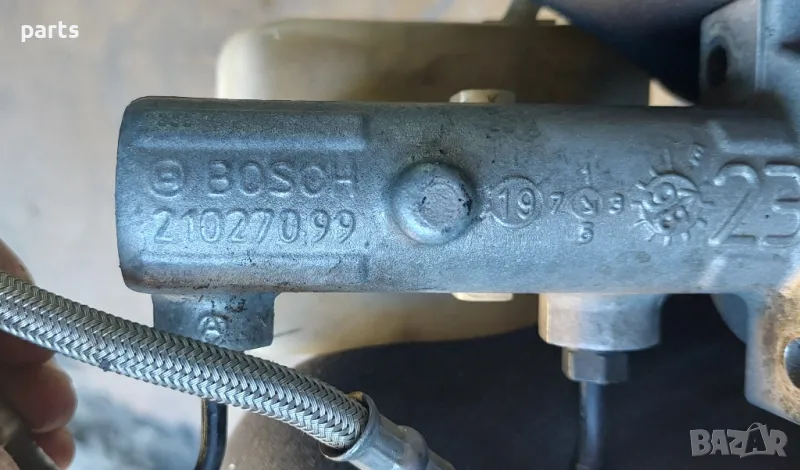 parts
BOSCH
21027099
19
23
A
BAZAR